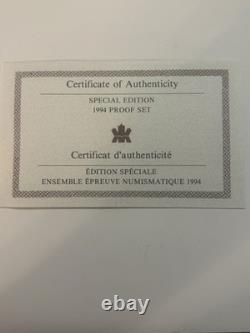 Certificate of Authenticity
SPECIAL EDITION
1994 PROOF SET
Certificat d'authenticité
ÉDITION SPÉCIALE
ENSEMBLE ÉPREUVE NUMISMATIQUE 1994